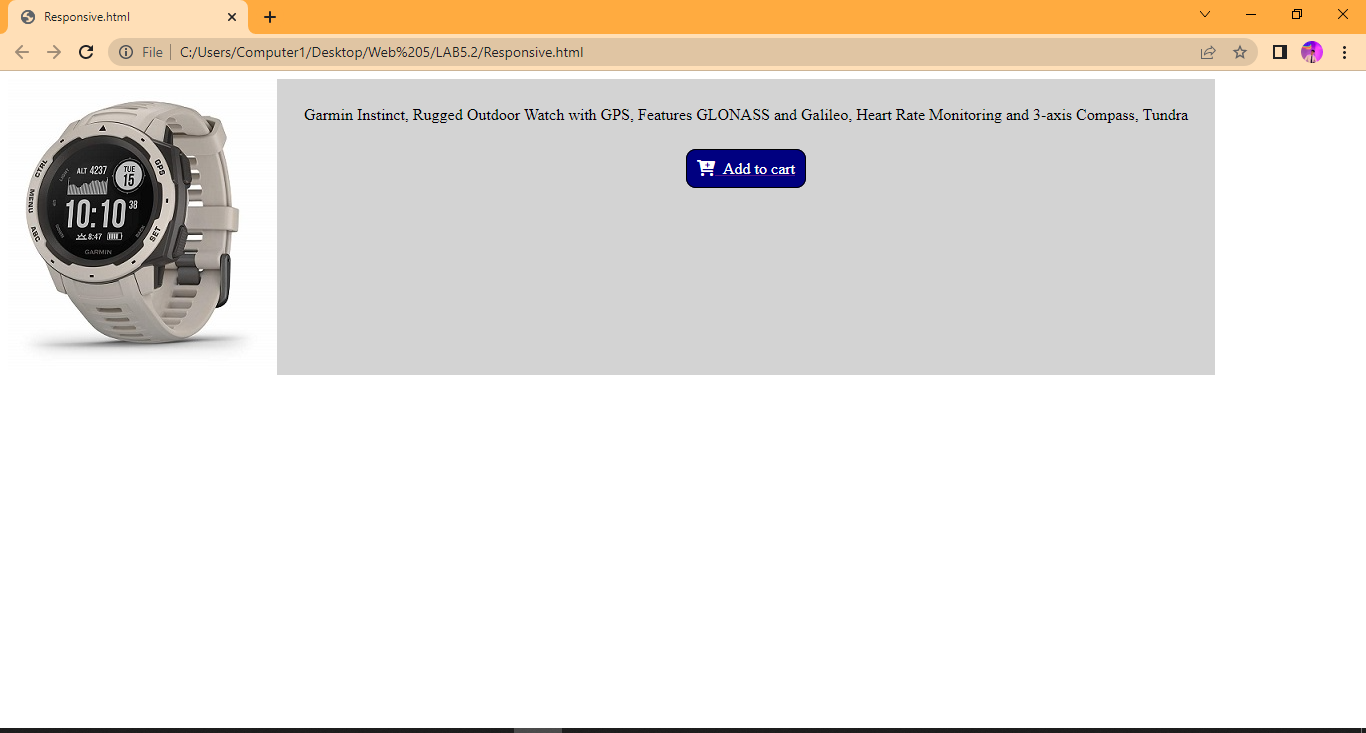 Responsive.html
File
C:/Users/Computer1/Desktop/Web%205/LAB5.2/Responsive.html
Garmin Instinct, Rugged Outdoor Watch with GPS, Features GLONASS and Galileo, Heart Rate Monitoring and 3-axis Compass, Tundra
Add to cart
CTRL
GPS
LIGHT
ALT 4237
TUE
15
MENU
10:10 38
ABC
SET
8:47
BACK
GARMIN